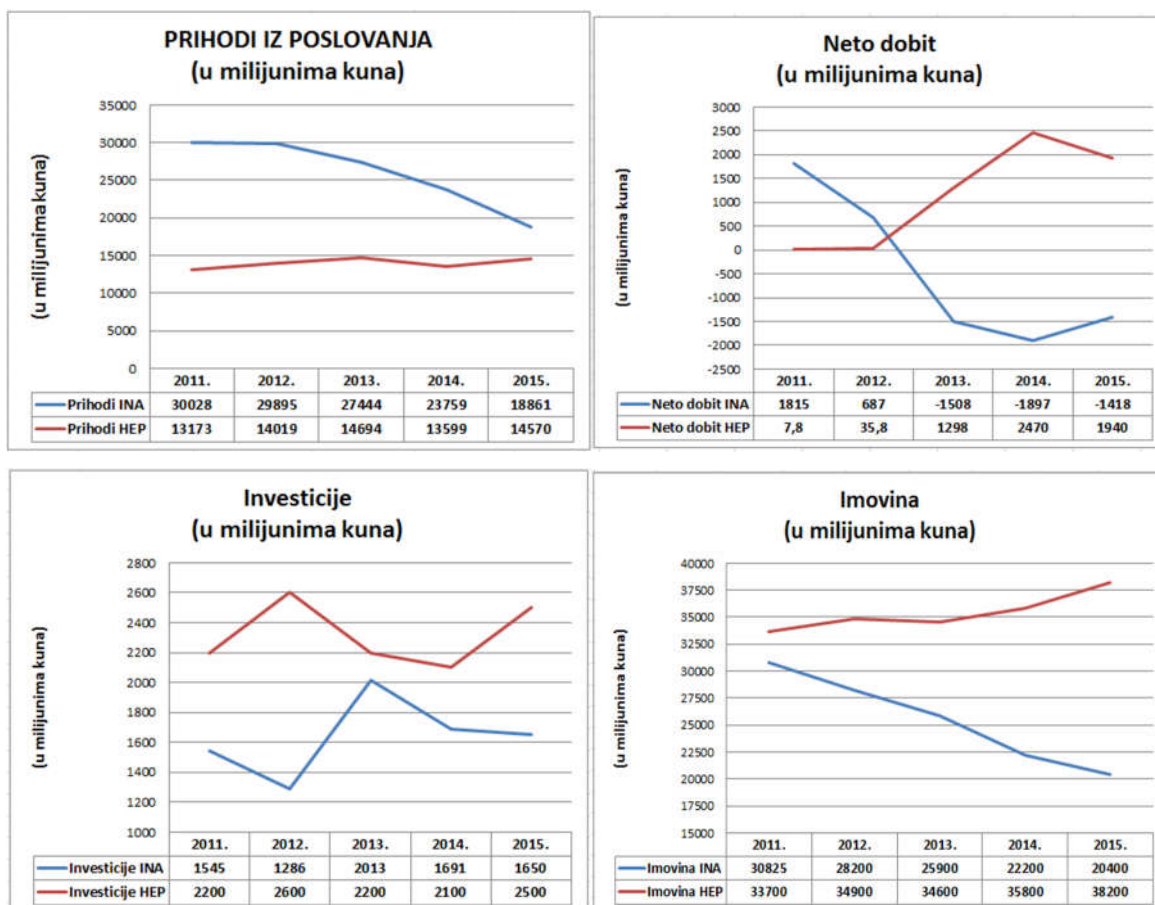 PRIHODI IZ POSLOVANJA
(u milijunima kuna)
(u milijunima kuna)
35000
30000
25000
20000
15000
10000
5000
0
2011. 2012. 2013. 2014. 2015.
Prihodi INA 30028 29895 27444 23759 18861
Prihodi HEP 13173 14019 14694 13599 14570
Neto dobit
(u milijunima kuna)
(u milijunima kuna)
3000
2500
2000
1500
1000
500
0
-500
-1000
-1500
-2000
-2500
2011. 2012. 2013. 2014. 2015.
Neto dobit INA 1815 687 -1508 -1897 -1418
Neto dobit HEP 7,8 35,8 1298 2470 1940
Investicije
(u milijunima kuna)
(u milijunima kuna)
2800
2600
2400
2200
2000
1800
1600
1400
1200
1000
2011. 2012. 2013. 2014. 2015.
Investicije INA 1545 1286 2013 1691 1650
Investicije HEP 2200 2600 2200 2100 2500
Imovina
(u milijunima kuna)
(u milijunima kuna)
40000
37500
35000
32500
30000
27500
25000
22500
20000
17500
15000
2011. 2012. 2013. 2014. 2015.
Imovina INA 30825 28200 25900 22200 20400
Imovina HEP 33700 34900 34600 35800 38200